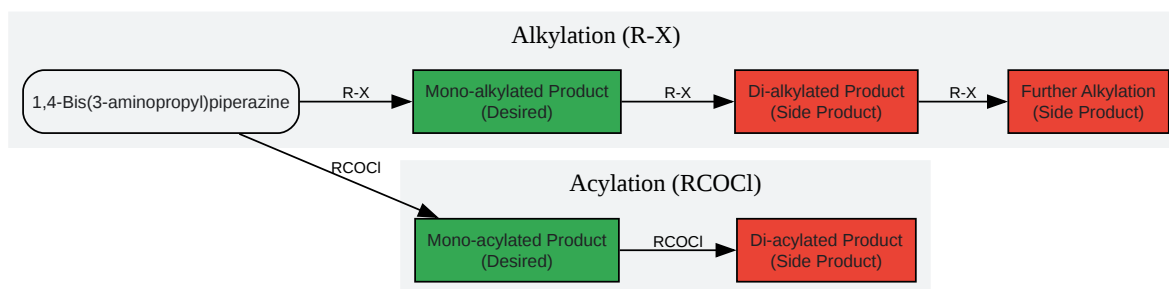 Alkylation (R-X)
1,4-Bis(3-aminopropyl)piperazine
R-X
Mono-alkylated Product
(Desired)
R-X
Di-alkylated Product
(Side Product)
R-X
Further Alkylation
(Side Product)
RCOCl
Acylation (RCOCl)
Mono-acylated Product
(Desired)
RCOCl
Di-acylated Product
(Side Product)